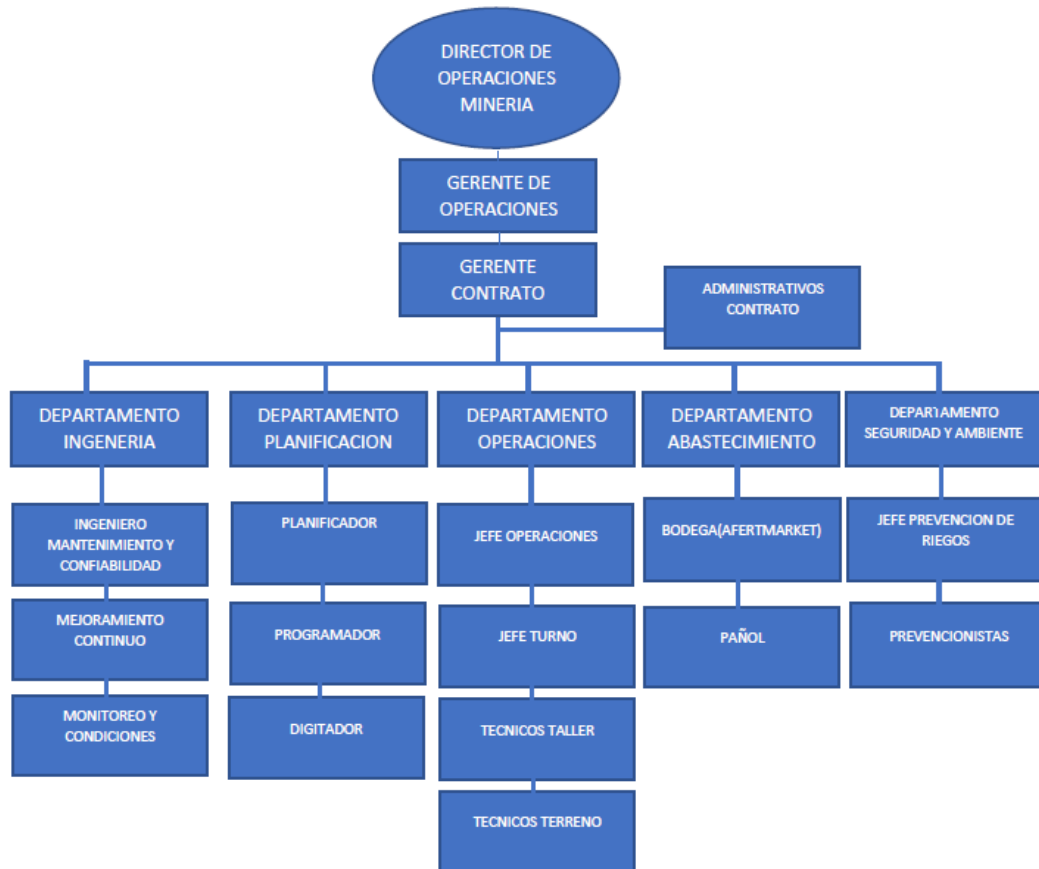 DIRECTOR DE
OPERACIONES
MINERIA
GERENTE DE
OPERACIONES
GERENTE
CONTRATO
ADMINISTRATIVOS
CONTRATO
DEPARTAMENTO
INGENERIA
DEPARTAMENTO
PLANIFICACION
DEPARTAMENTO
OPERACIONES
DEPARTAMENTO
ABASTECIMIENTO
DEPARTAMENTO
SEGURIDAD Y AMBIENTE
INGENIERO
MANTENIMIENTO Y
CONFIABILIDAD
PLANIFICADOR
JEFE OPERACIONES
BODEGA(AFERTMARKET)
JEFE PREVENCION DE
RIEGOS
MEJORAMIENTO
CONTINUO
PROGRAMADOR
JEFE TURNO
PAÑOL
PREVENCIONISTAS
MONITOREO Y
CONDICIONES
DIGITADOR
TECNICOS TALLER
TECNICOS TERRENO